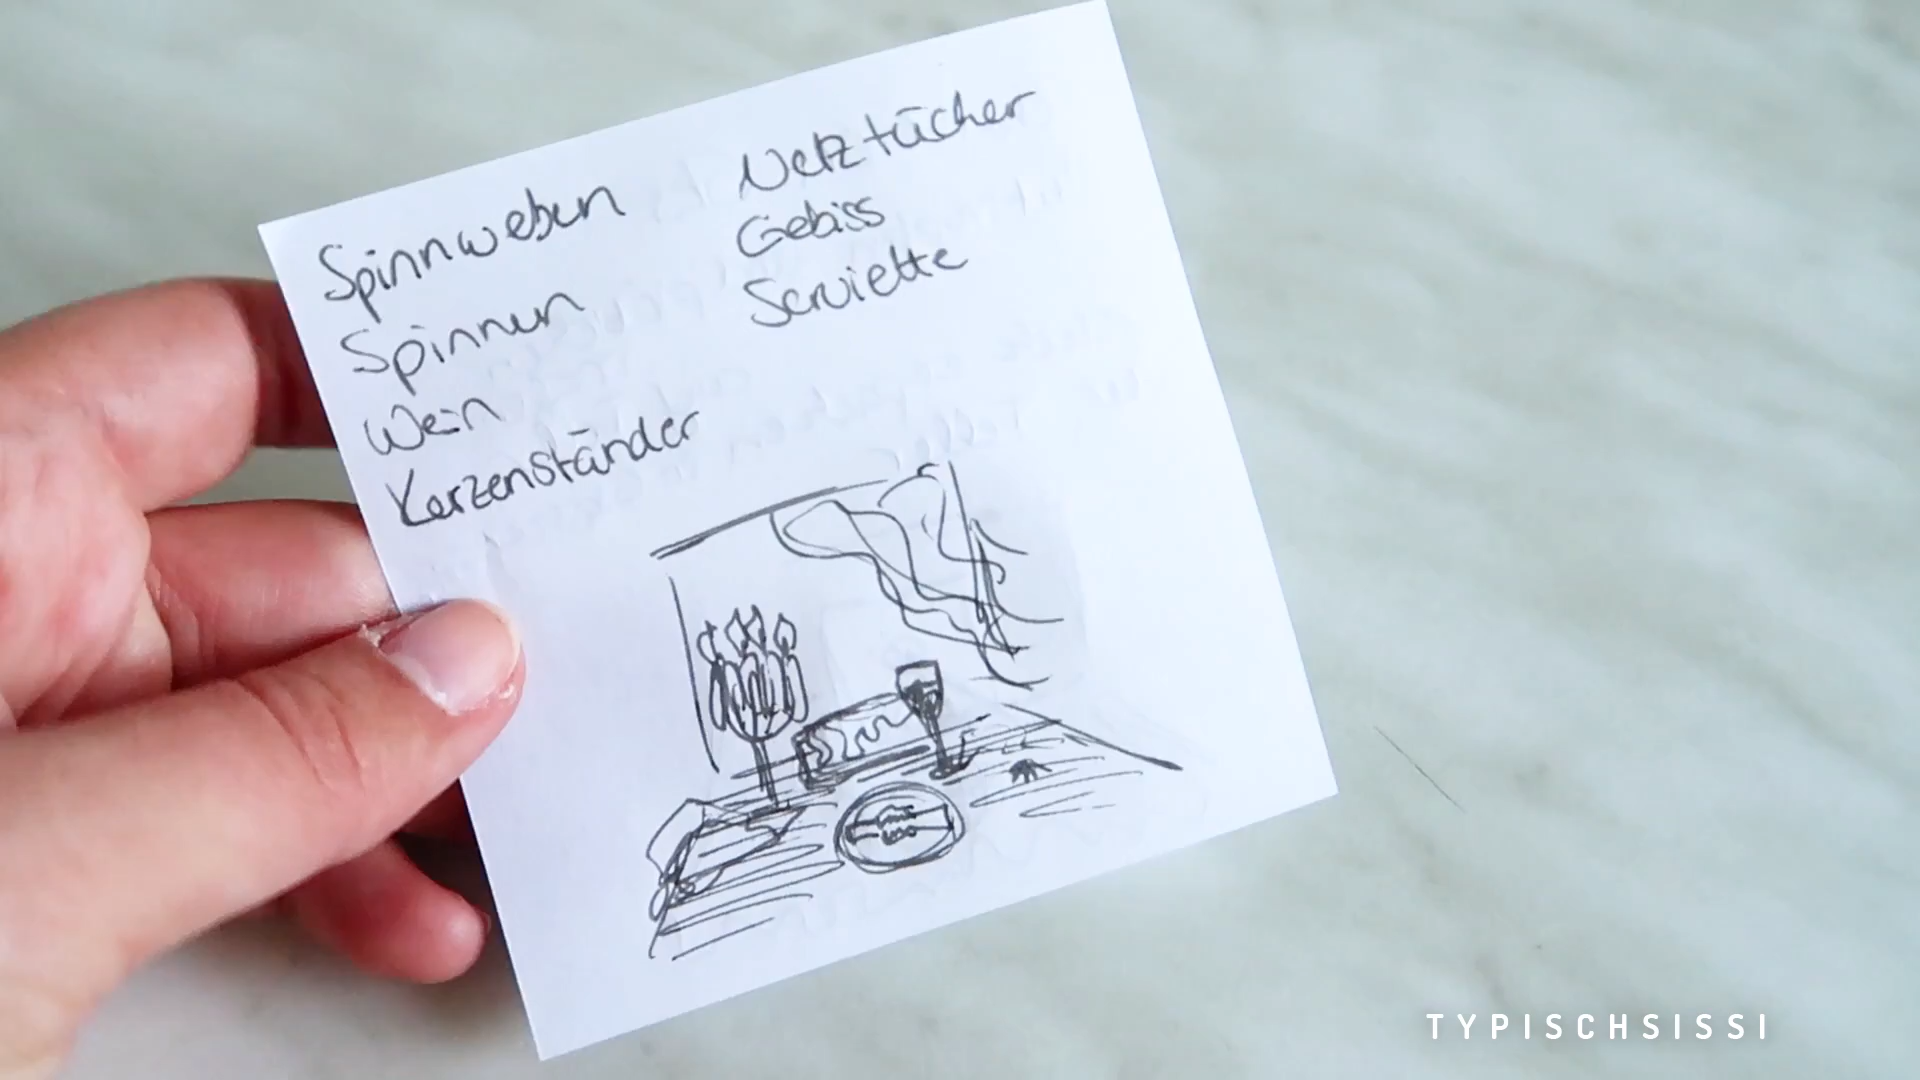 Spinnweben
Spinnen
Wein
Kerzenständer
Netztücher
Gebiss
Serviette
TYPISCHSISSI